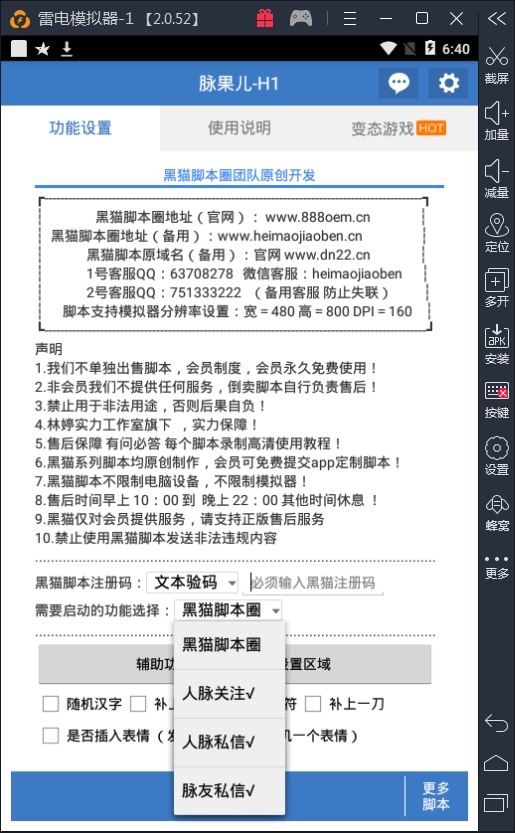 雷电模拟器-1 【2.0.52】
6:40
脉果儿-H1
功能设置 使用说明 变态游戏 HOT
黑猫脚本圈团队原创开发
黑猫脚本圈地址（官网）：www.888oem.cn
黑猫脚本圈地址（备用）：www.heimaojiaoben.cn
黑猫脚本原域名（备用）：官网 www.dn22.cn
1号客服QQ：63708278 微信客服：heimaojiaoben
2号客服QQ：751333222 （备用客服 防止失联）
脚本支持模拟器分辨率设置：宽 = 480 高 = 800 DPI = 160
声明
1.我们不单独出售脚本，会员制度，会员永久免费使用！
2.非会员我们不提供任何服务，倒卖脚本自行负责售后！
3.禁止用于非法用途，否则后果自负！
4.林婷实力工作室旗下 ，实力保障！
5.售后保障 有问必答 每个脚本录制高清使用教程！
6.黑猫系列脚本均原创制作，会员可免费提交app定制脚本！
7.黑猫脚本不限制电脑设备，不限制模拟器！
8.售后时间早上 10：00 到 晚上 22：00 其他时间休息 ！
9.黑猫仅对会员提供服务，请支持正版售后服务
10.禁止使用黑猫脚本发送非法违规内容
黑猫脚本注册码： 文本验码 必须输入黑猫注册码
需要启动的功能选择： 黑猫脚本圈
黑猫脚本圈
人脉关注√
人脉私信√
脉友私信√
辅助功 设置区域
随机汉字 补上 符 补上一刀
是否插入表情（发 机一个表情）
更多
脚本
截屏
加量
减量
定位
多开
APK
安装
按键
设置
蜂窝
更多